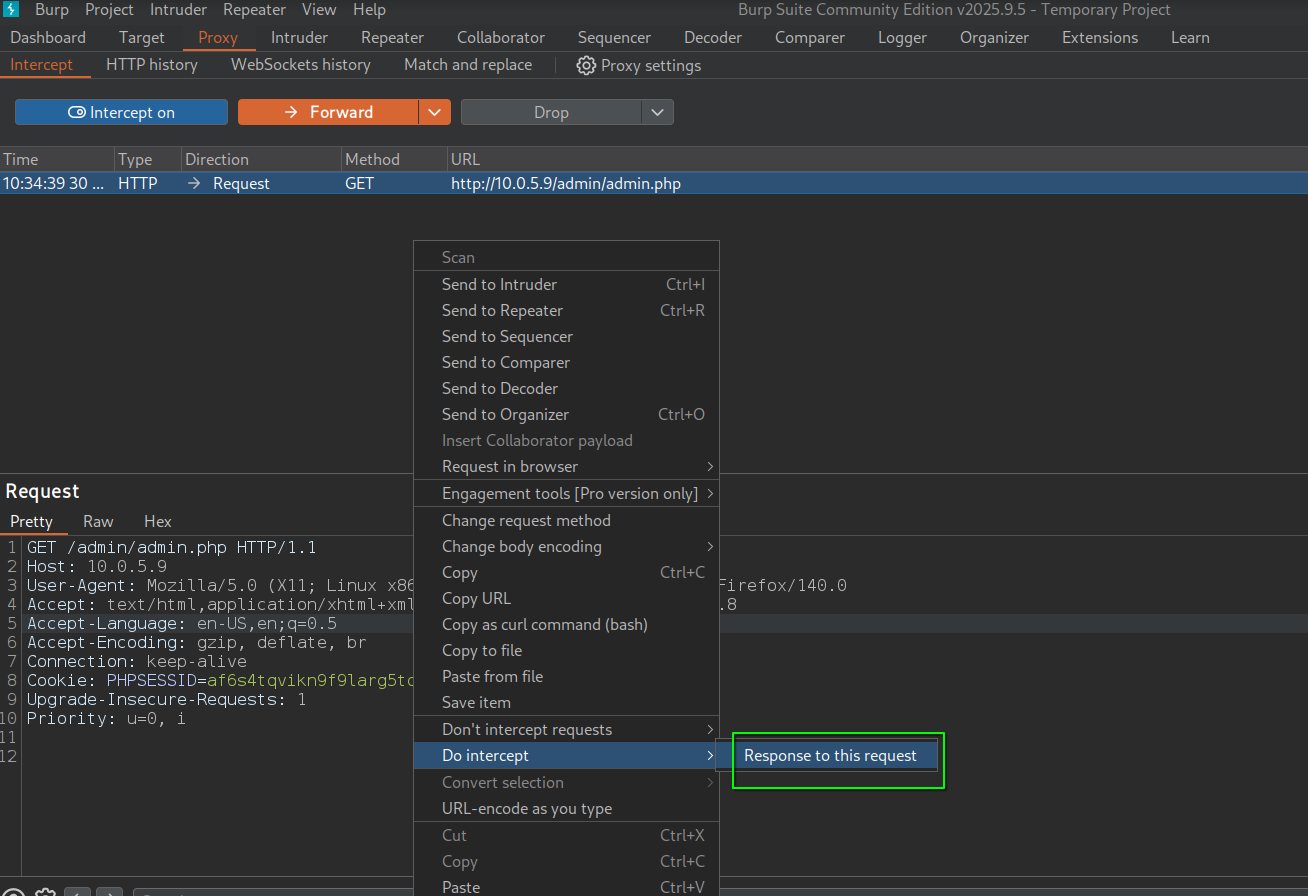 Burp Project Intruder Repeater View Help Burp Suite Community Edition v2025.9.5 - Temporary Project
Dashboard Target Proxy Intruder Repeater Collaborator Sequencer Decoder Comparer Logger Organizer Extensions Learn
Intercept HTTP history WebSockets history Match and replace Proxy settings
Intercept on Forward Drop
Time Type Direction Method URL
10:34:39 30 ... HTTP Request GET http://10.0.5.9/admin/admin.php
Scan
Send to Intruder Ctrl+I
Send to Repeater Ctrl+R
Send to Sequencer
Send to Comparer
Send to Decoder
Send to Organizer Ctrl+O
Insert Collaborator payload
Request in browser
Engagement tools [Pro version only]
Change request method
Change body encoding
Copy Ctrl+C
Copy URL
Copy as curl command (bash)
Copy to file
Paste from file
Save item
Don't intercept requests
Do intercept
Response to this request
Convert selection
URL-encode as you type
Cut Ctrl+X
Copy Ctrl+C
Paste Ctrl+V
Request
Pretty Raw Hex
1 GET /admin/admin.php HTTP/1.1
2 Host: 10.0.5.9
3 User-Agent: Mozilla/5.0 (X11; Linux x86 Firefox/140.0
4 Accept: text/html,application/xhtml+xml .8
5 Accept-Language: en-US,en;q=0.5
6 Accept-Encoding: gzip, deflate, br
7 Connection: keep-alive
8 Cookie: PHPSESSID=af6s4tqvikn9f9larg5tc
9 Upgrade-Insecure-Requests: 1
10 Priority: u=0, i
11
12